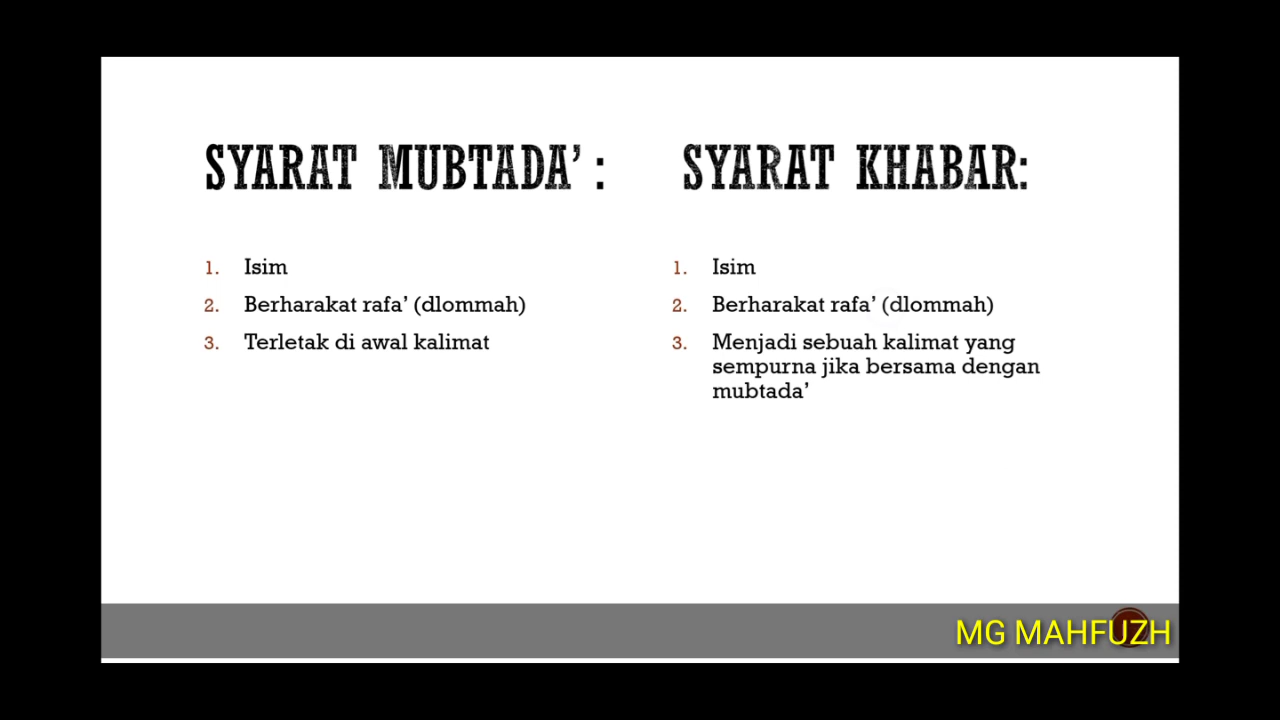 SYARAT MUBTADA' :
1. Isim
2. Berharakat rafa' (dlommah)
3. Terletak di awal kalimat
SYARAT KHABAR:
1. Isim
2. Berharakat rafa' (dlommah)
3. Menjadi sebuah kalimat yang
sempurna jika bersama dengan
mubtada'
MG MAHFUZH